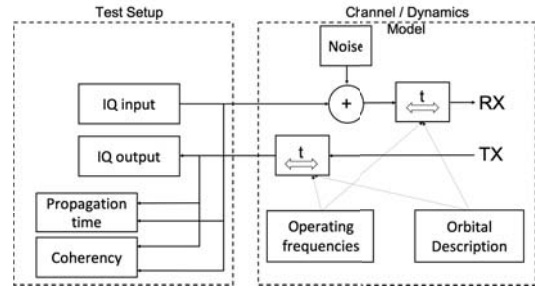 Test Setup
Channel / Dynamics
Model
Noise
IQ input
+
t
RX
IQ output
t
TX
Propagation
time
Coherency
Operating
frequencies
Orbital
Description